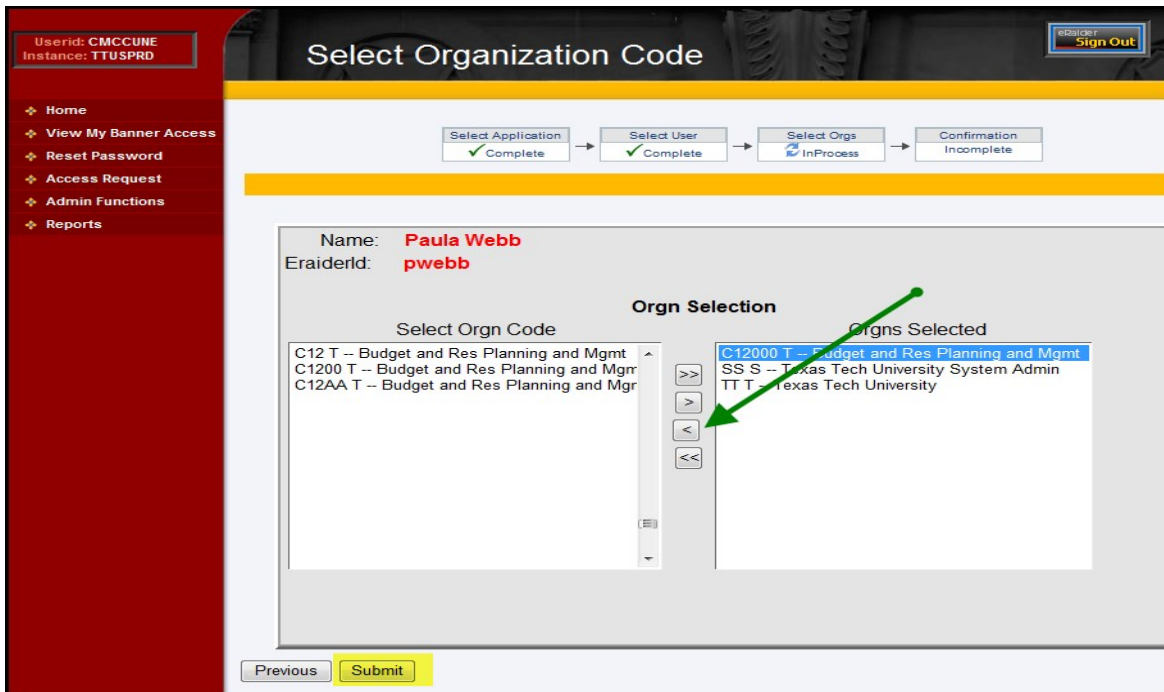 Userid: CMCCUNE
Instance: TTUSPRD
Select Organization Code
eRaider
Sign Out
Home
View My Banner Access
Reset Password
Access Request
Admin Functions
Reports
Select Application
Complete
Select User
Complete
Select Orgs
InProcess
Confirmation
Incomplete
Name: Paula Webb
EraiderId: pwebb
Orgn Selection
Select Orgn Code
Orgns Selected
C12 T -- Budget and Res Planning and Mgmt
C1200 T -- Budget and Res Planning and Mgm
C12AA T -- Budget and Res Planning and Mgr
>>
>
<
<<
C12000 T -- Budget and Res Planning and Mgmt
SS S -- Texas Tech University System Admin
TT T -- Texas Tech University
Previous
Submit